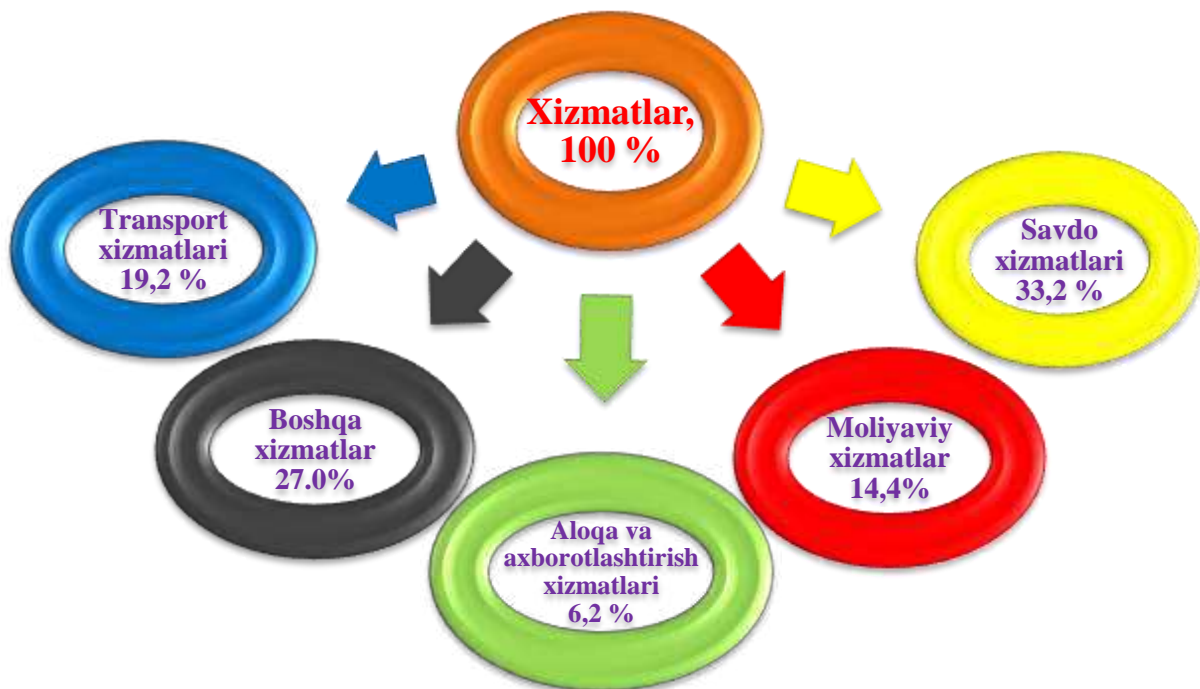 Xizmatlar,
100 %
Transport
xizmatlari
19,2 %
Savdo
xizmatlari
33,2 %
Boshqa
xizmatlar
27.0%
Moliyaviy
xizmatlar
14,4%
Aloqa va
axborotlashtirish
xizmatlari
6,2 %